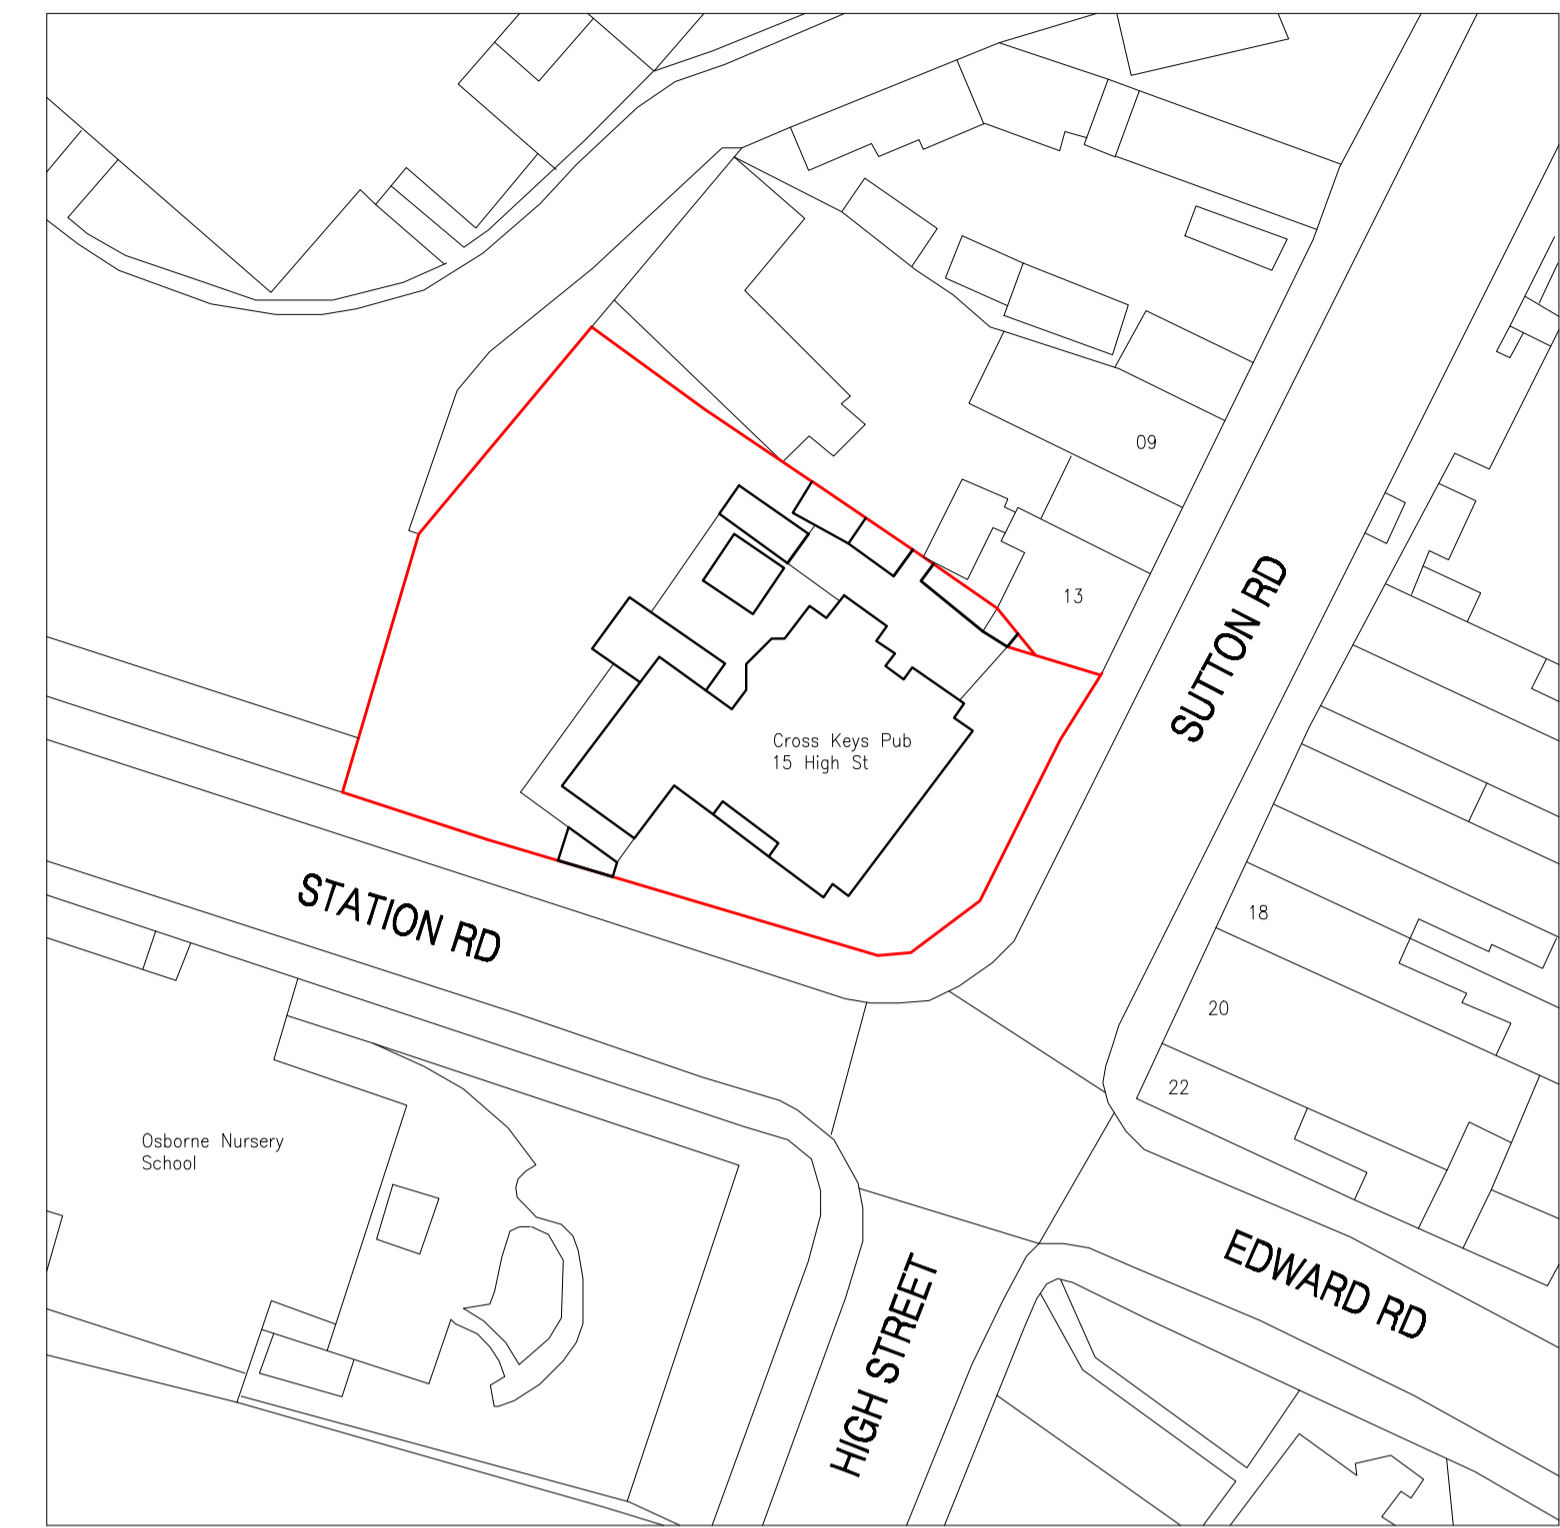 09
13
SUTTON RD
Cross Keys Pub
15 High St
STATION RD
18
20
22
Osborne Nursery
School
EDWARD RD
HIGH STREET